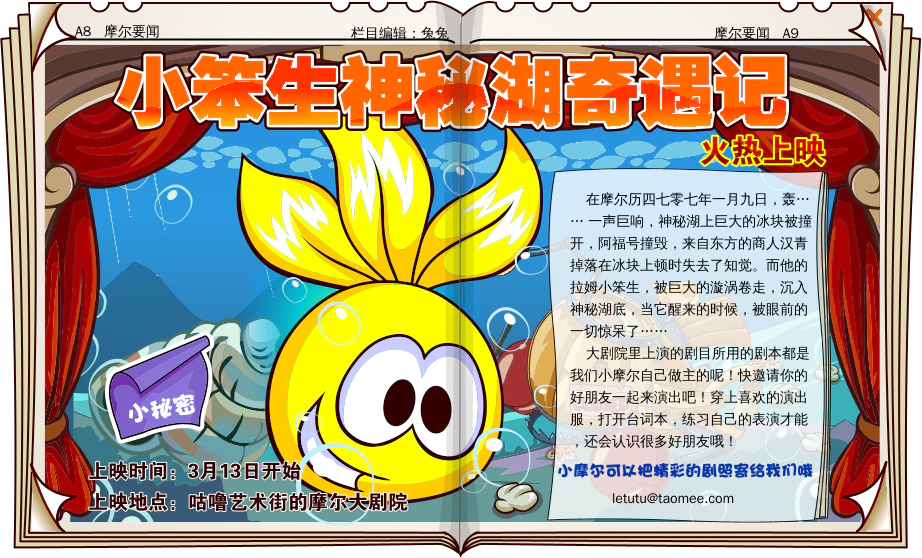 A8 摩尔要闻
栏目编辑：兔兔
摩尔要闻 A9
小笨生神秘湖奇遇记
火热上映
在摩尔历四七零七年一月九日，轰…
…一声巨响，神秘湖上巨大的冰块被撞
开，阿福号撞毁，来自东方的商人汉青
掉落在冰块上顿时失去了知觉。而他的
拉姆小笨生，被巨大的漩涡卷走，沉入
神秘湖底，当它醒来的时候，被眼前的
一切惊呆了……
大剧院里上演的剧目所用的剧本都是
我们小摩尔自己做主的呢！快邀请你的
好朋友一起来演出吧！穿上喜欢的演出
服，打开台词本，练习自己的表演才能
，还会认识很多好朋友哦！
小摩尔可以把精彩的剧照寄给我们哦
letutu@taomee.com
小秘密
上映时间：3月13日开始
上映地点：咕噜艺术街的摩尔大剧院